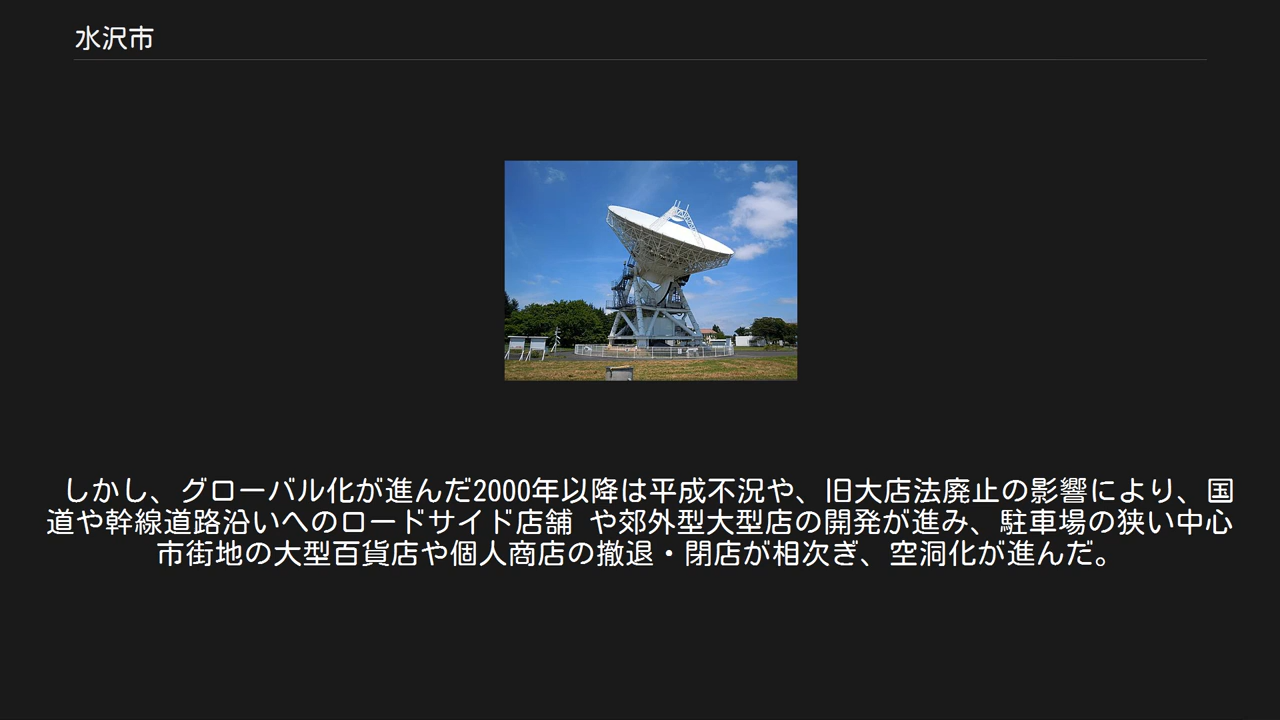 水沢市
しかし、グローバル化が進んだ2000年以降は平成不況や、旧大店法廃止の影響により、国
道や幹線道路沿いへのロードサイド店舗 や郊外型大型店の開発が進み、駐車場の狭い中心
市街地の大型百貨店や個人商店の撤退・閉店が相次ぎ、空洞化が進んだ。